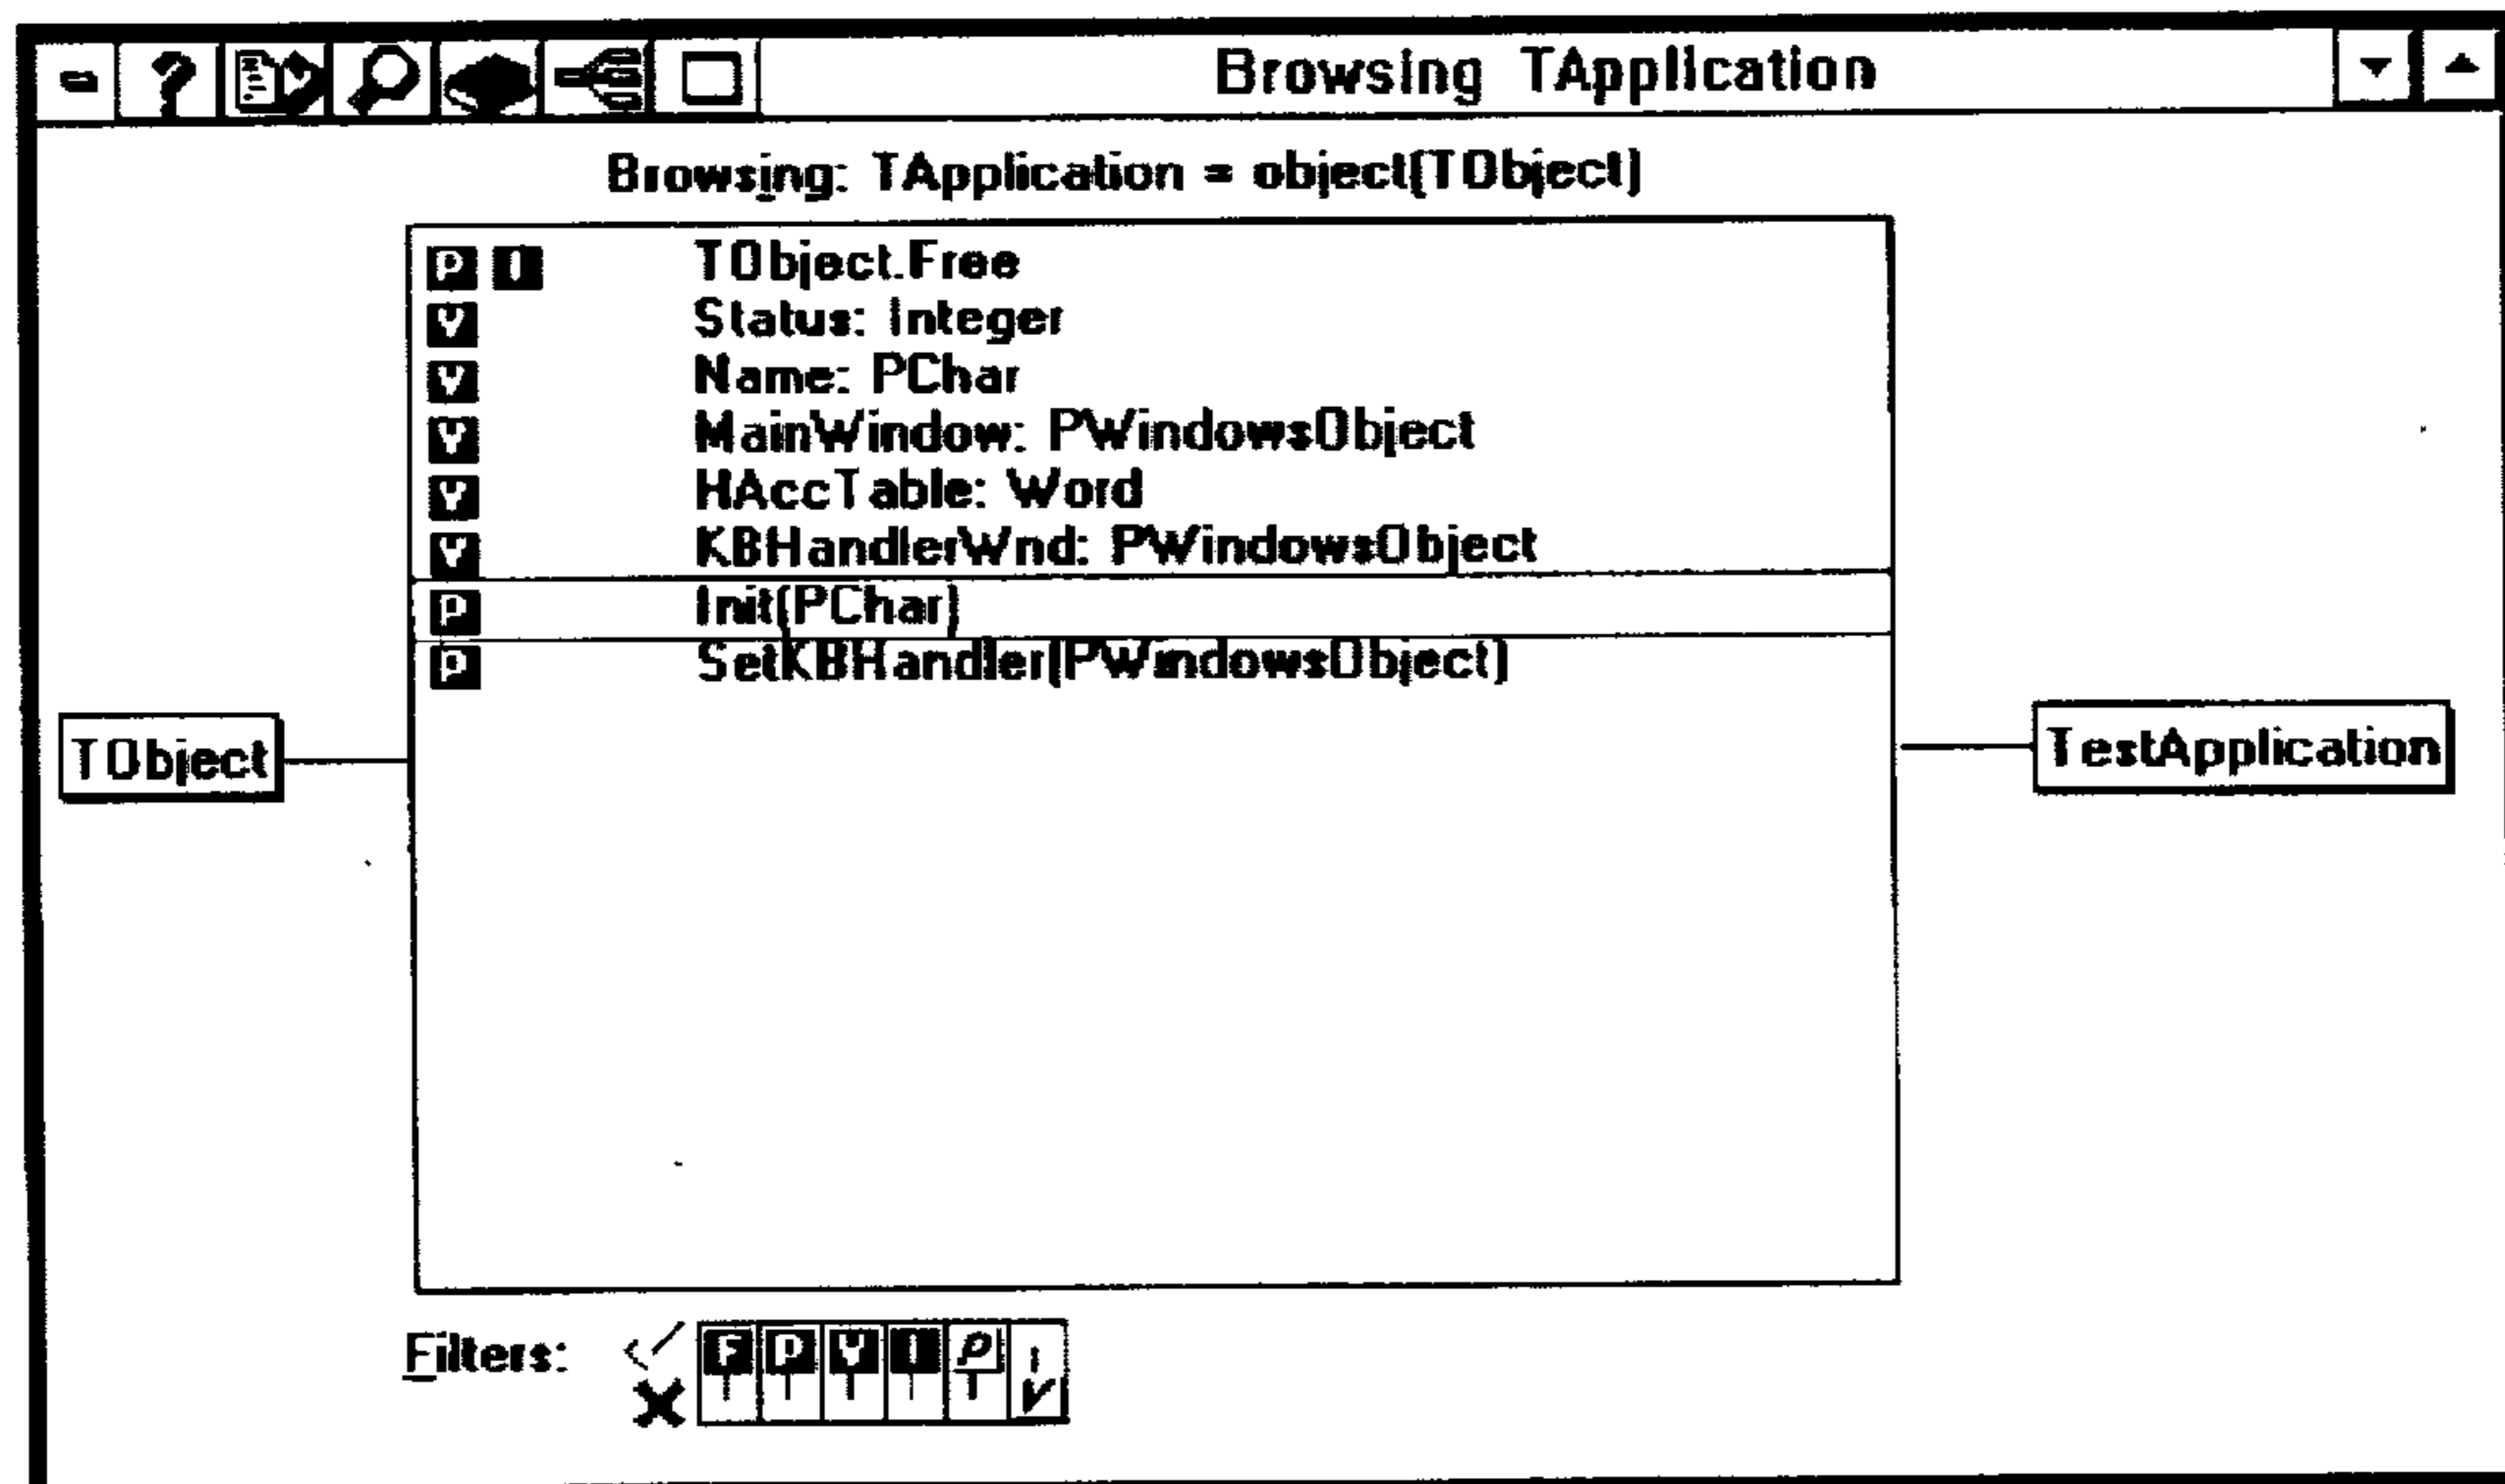 ? Browsing TApplication
Browsing: TApplication = object(TObject)
P I TObject.Free
V Status: Integer
V Name: PChar
V MainWindow: PWindowsObject
V HAccTable: Word
V KBHandlerWnd: PWindowsObject
P Init(PChar)
P SetKBHandler(PWindowsObject)
TObject
TestApplication
Filters: F P V I P V